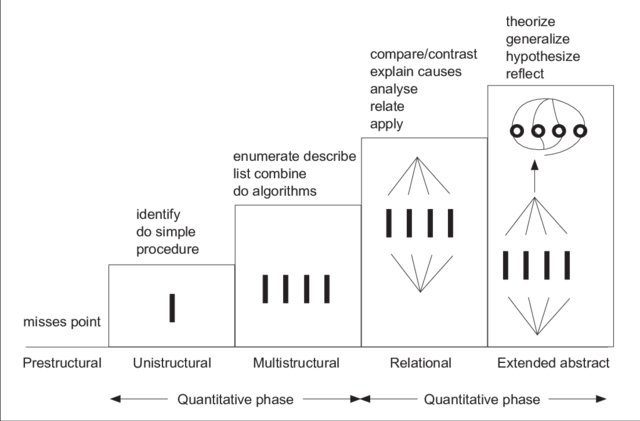 theorize
generalize
hypothesize
reflect
compare/contrast
explain causes
analyse
relate
apply
enumerate describe
list combine
do algorithms
identify
do simple
procedure
misses point
Prestructural
Unistructural
Multistructural
Relational
Extended abstract
Quantitative phase
Quantitative phase